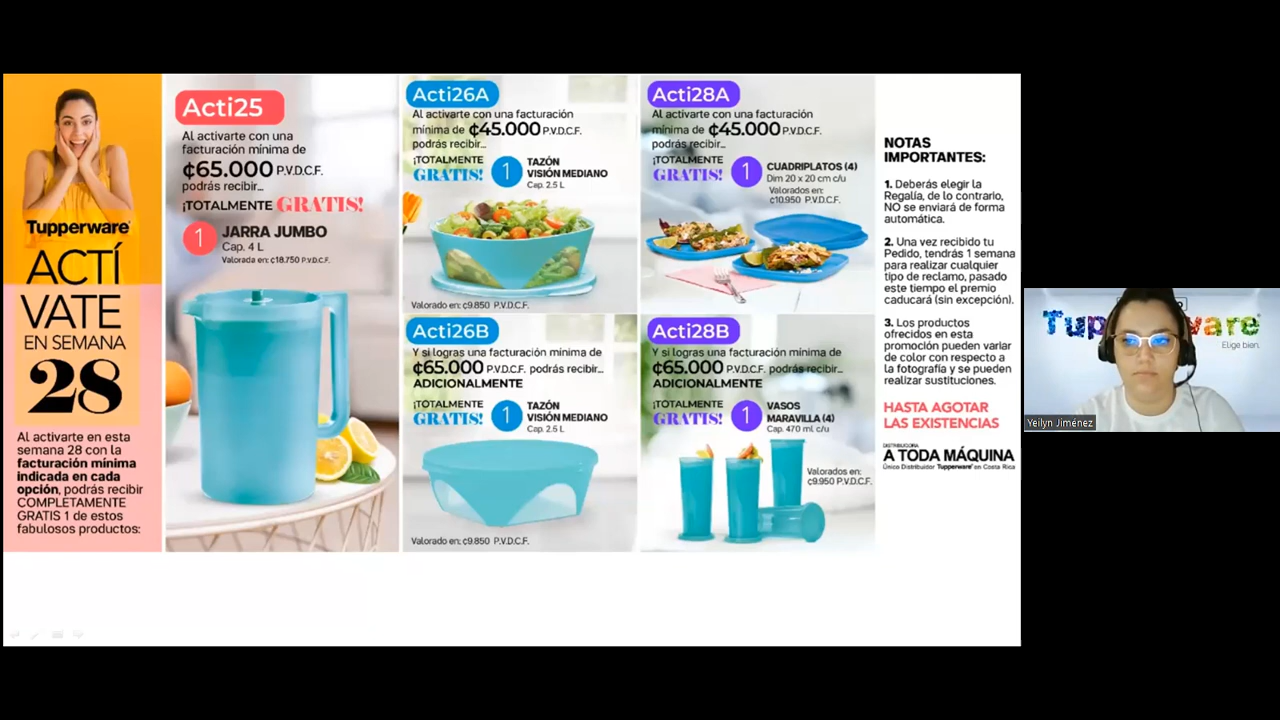 Tupperware®
ACTÍ
VATE
EN SEMANA
28
Al activarte en esta
semana 28 con la
facturación mínima
indicada en cada
opción, podrás recibir
COMPLETAMENTE
GRATIS 1 de estos
fabulosos productos:
Acti25
Al activarte con una
facturación mínima de
₡65.000 P.V.D.C.F.
podrás recibir...
¡TOTALMENTE GRATIS!
1 JARRA JUMBO
Cap. 4 L
Valorada en: ₡18.750 P.V.D.C.F.
Acti26A
Al activarte con una facturación
mínima de ₡45.000 P.V.D.C.F.
podrás recibir...
¡TOTALMENTE
GRATIS!
1
TAZÓN
VISIÓN MEDIANO
Cap. 2.5 L
Valorado en: ₡9.850 P.V.D.C.F.
Acti26B
Y si logras una facturación mínima de
₡65.000 P.V.D.C.F. podrás recibir...
ADICIONALMENTE
¡TOTALMENTE
GRATIS!
1
TAZÓN
VISIÓN MEDIANO
Cap. 2.5 L
Valorado en: ₡9.850 P.V.D.C.F.
Acti28A
Al activarte con una facturación
mínima de ₡45.000 P.V.D.C.F.
podrás recibir...
¡TOTALMENTE
GRATIS!
1
CUADRIPLATOS (4)
Dim 20 x 20 cm c/u
Valorados en:
₡10.950 P.V.D.C.F.
Acti28B
Y si logras una facturación mínima de
₡65.000 P.V.D.C.F. podrás recibir...
ADICIONALMENTE
¡TOTALMENTE
GRATIS!
1
VASOS
MARAVILLA (4)
Cap. 470 ml c/u
Valorados en:
₡9.950 P.V.D.C.F.
NOTAS
IMPORTANTES:
1. Deberás elegir la
Regalía, de lo contrario,
NO se enviará de forma
automática.
2. Una vez recibido tu
Pedido, tendrás 1 semana
para realizar cualquier
tipo de reclamo, pasado
este tiempo el premio
caducará (sin excepción).
3. Los productos
ofrecidos en esta
promoción pueden variar
de color con respecto a
la fotografía y se pueden
realizar sustituciones.
HASTA AGOTAR
LAS EXISTENCIAS
DISTRIBUIDORA
A TODA MÁQUINA
Único Distribuidor Tupperware® en Costa Rica
Tup ware®
Elige bien.
Yeilyn Jiménez